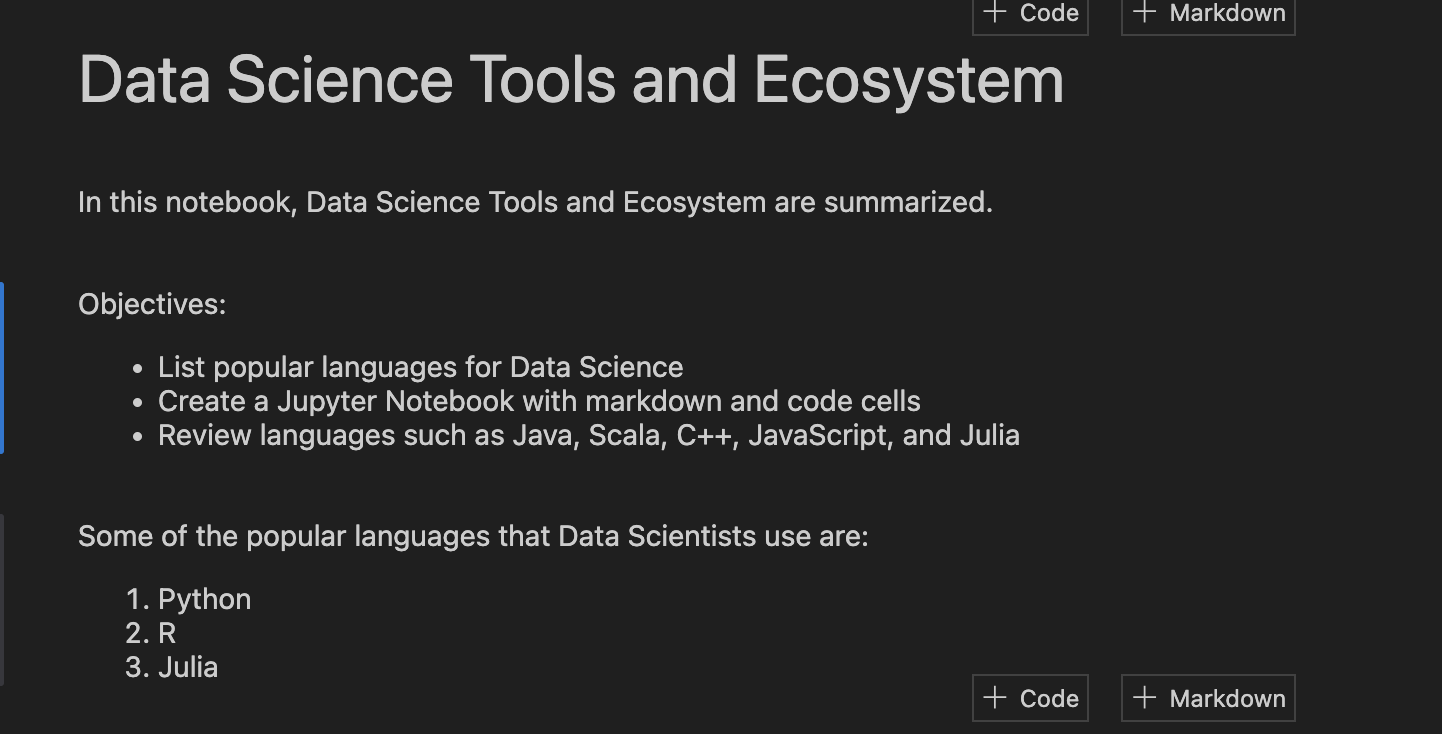 + Code + Markdown
Data Science Tools and Ecosystem
In this notebook, Data Science Tools and Ecosystem are summarized.
Objectives:
• List popular languages for Data Science
• Create a Jupyter Notebook with markdown and code cells
• Review languages such as Java, Scala, C++, JavaScript, and Julia
Some of the popular languages that Data Scientists use are:
1. Python
2. R
3. Julia
+ Code + Markdown